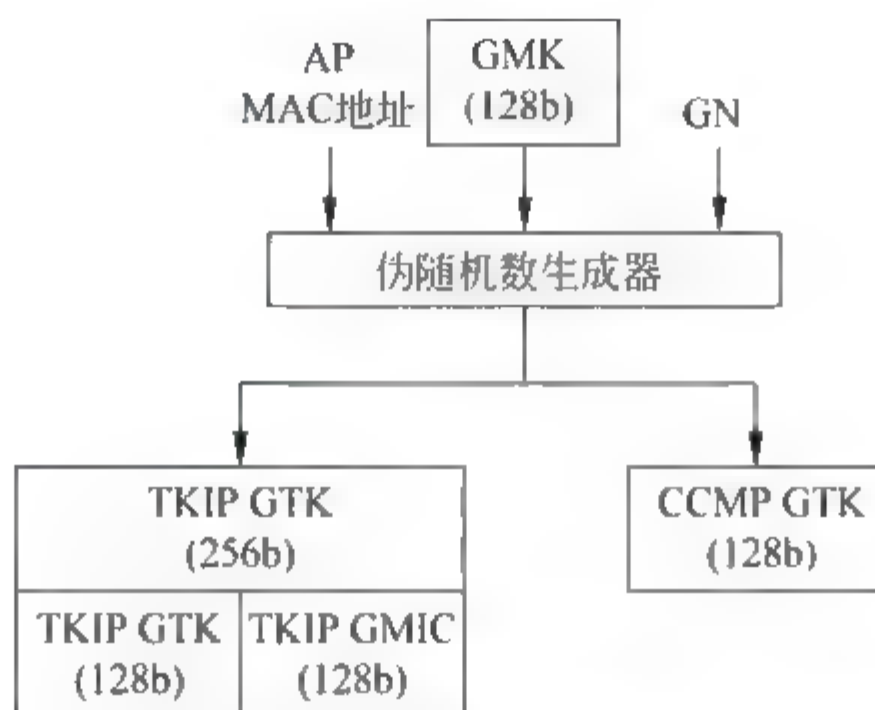 AP
MAC地址
GMK
(128b)
GN
伪随机数生成器
TKIP GTK
(256b)
CCMP GTK
(128b)
TKIP GTK
(128b)
TKIP GMIC
(128b)